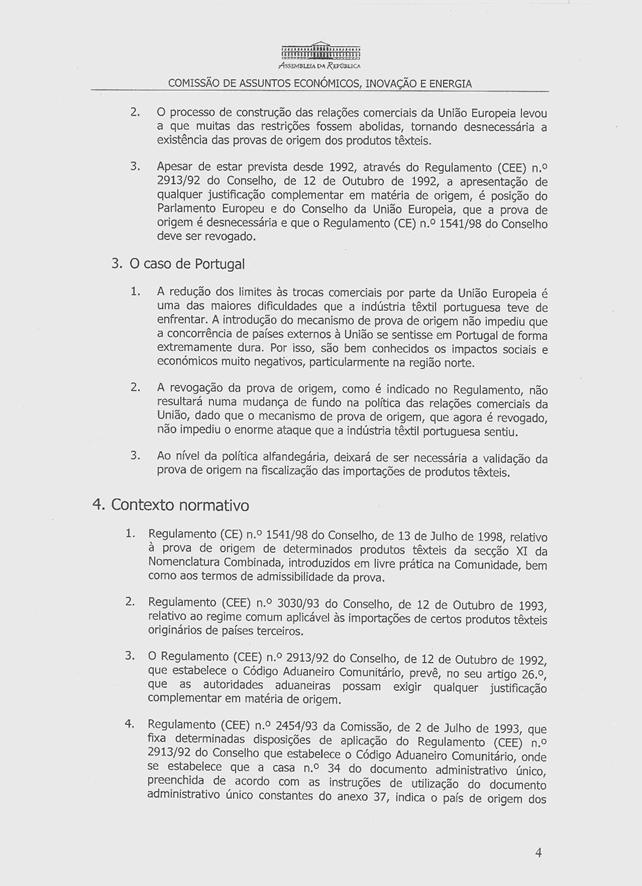 ASSEMBLEIA DA REPÚBLICA
COMISSÃO DE ASSUNTOS ECONÓMICOS, INOVAÇÃO E ENERGIA
2. O processo de construção das relações comerciais da União Europeia levou
a que muitas das restrições fossem abolidas, tornando desnecessária a
existência das provas de origem dos produtos têxteis.
3. Apesar de estar prevista desde 1992, através do Regulamento (CEE) n.º
2913/92 do Conselho, de 12 de Outubro de 1992, a apresentação de
qualquer justificação complementar em matéria de origem, é posição do
Parlamento Europeu e do Conselho da União Europeia, que a prova de
origem é desnecessária e que o Regulamento (CE) n.º 1541/98 do Conselho
deve ser revogado.
3. O caso de Portugal
1. A redução dos limites às trocas comerciais por parte da União Europeia é
uma das maiores dificuldades que a indústria têxtil portuguesa teve de
enfrentar. A introdução do mecanismo de prova de origem não impediu que
a concorrência de países externos à União se sentisse em Portugal de forma
extremamente dura. Por isso, são bem conhecidos os impactos sociais e
económicos muito negativos, particularmente na região norte.
2. A revogação da prova de origem, como é indicado no Regulamento, não
resultará numa mudança de fundo na política das relações comerciais da
União, dado que o mecanismo de prova de origem, que agora é revogado,
não impediu o enorme ataque que a indústria têxtil portuguesa sentiu.
3. Ao nível da política alfandegária, deixará de ser necessária a validação da
prova de origem na fiscalização das importações de produtos têxteis.
4. Contexto normativo
1. Regulamento (CE) n.º 1541/98 do Conselho, de 13 de Julho de 1998, relativo
à prova de origem de determinados produtos têxteis da secção XI da
Nomenclatura Combinada, introduzidos em livre prática na Comunidade, bem
como aos termos de admissibilidade da prova.
2. Regulamento (CEE) n.º 3030/93 do Conselho, de 12 de Outubro de 1993,
relativo ao regime comum aplicável às importações de certos produtos têxteis
originários de países terceiros.
3. O Regulamento (CEE) n.º 2913/92 do Conselho, de 12 de Outubro de 1992,
que estabelece o Código Aduaneiro Comunitário, prevê, no seu artigo 26.º,
que as autoridades aduaneiras possam exigir qualquer justificação
complementar em matéria de origem.
4. Regulamento (CEE) n.º 2454/93 da Comissão, de 2 de Julho de 1993, que
fixa determinadas disposições de aplicação do Regulamento (CEE) n.º
2913/92 do Conselho que estabelece o Código Aduaneiro Comunitário, onde
se estabelece que a casa n.º 34 do documento administrativo único,
preenchida de acordo com as instruções de utilização do documento
administrativo único constantes do anexo 37, indica o país de origem dos
4